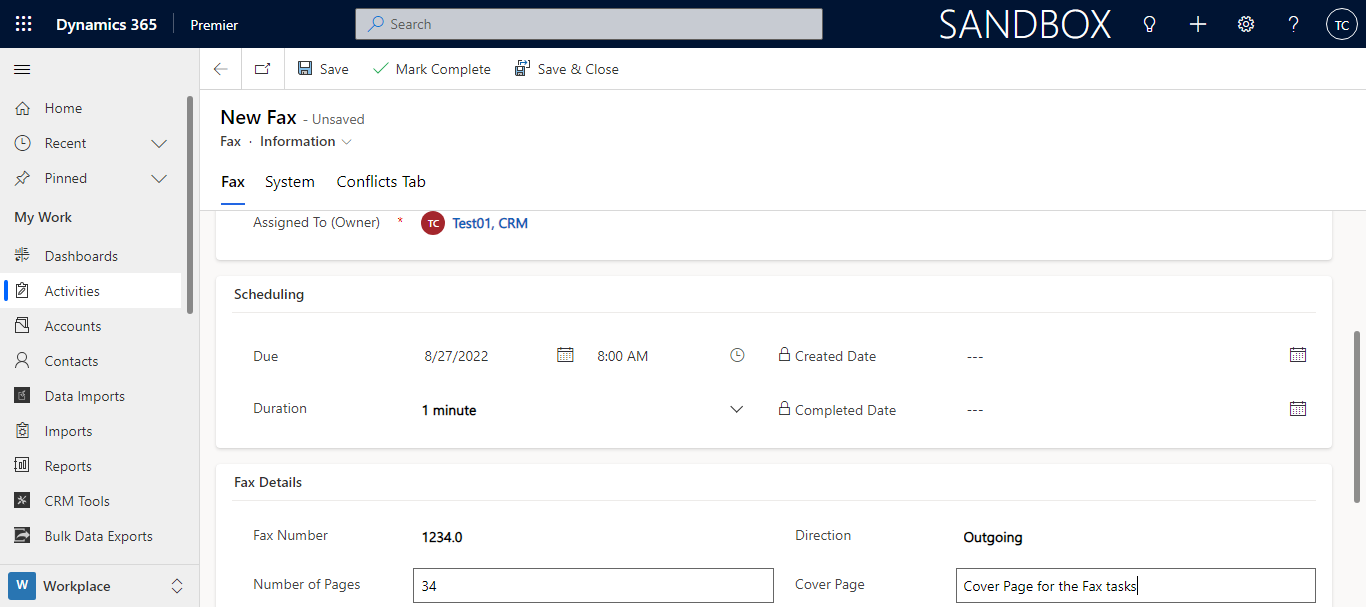 Dynamics 365 Premier Search SANDBOX TC
Save Mark Complete Save & Close
Home
Recent
Pinned
My Work
Dashboards
Activities
Accounts
Contacts
Data Imports
Imports
Reports
CRM Tools
Bulk Data Exports
W Workplace
New Fax - Unsaved
Fax · Information
Fax System Conflicts Tab
Assigned To (Owner) * TC Test01, CRM
Scheduling
Due 8/27/2022 8:00 AM Created Date ---
Duration 1 minute Completed Date ---
Fax Details
Fax Number 1234.0 Direction Outgoing
Number of Pages 34 Cover Page Cover Page for the Fax tasks